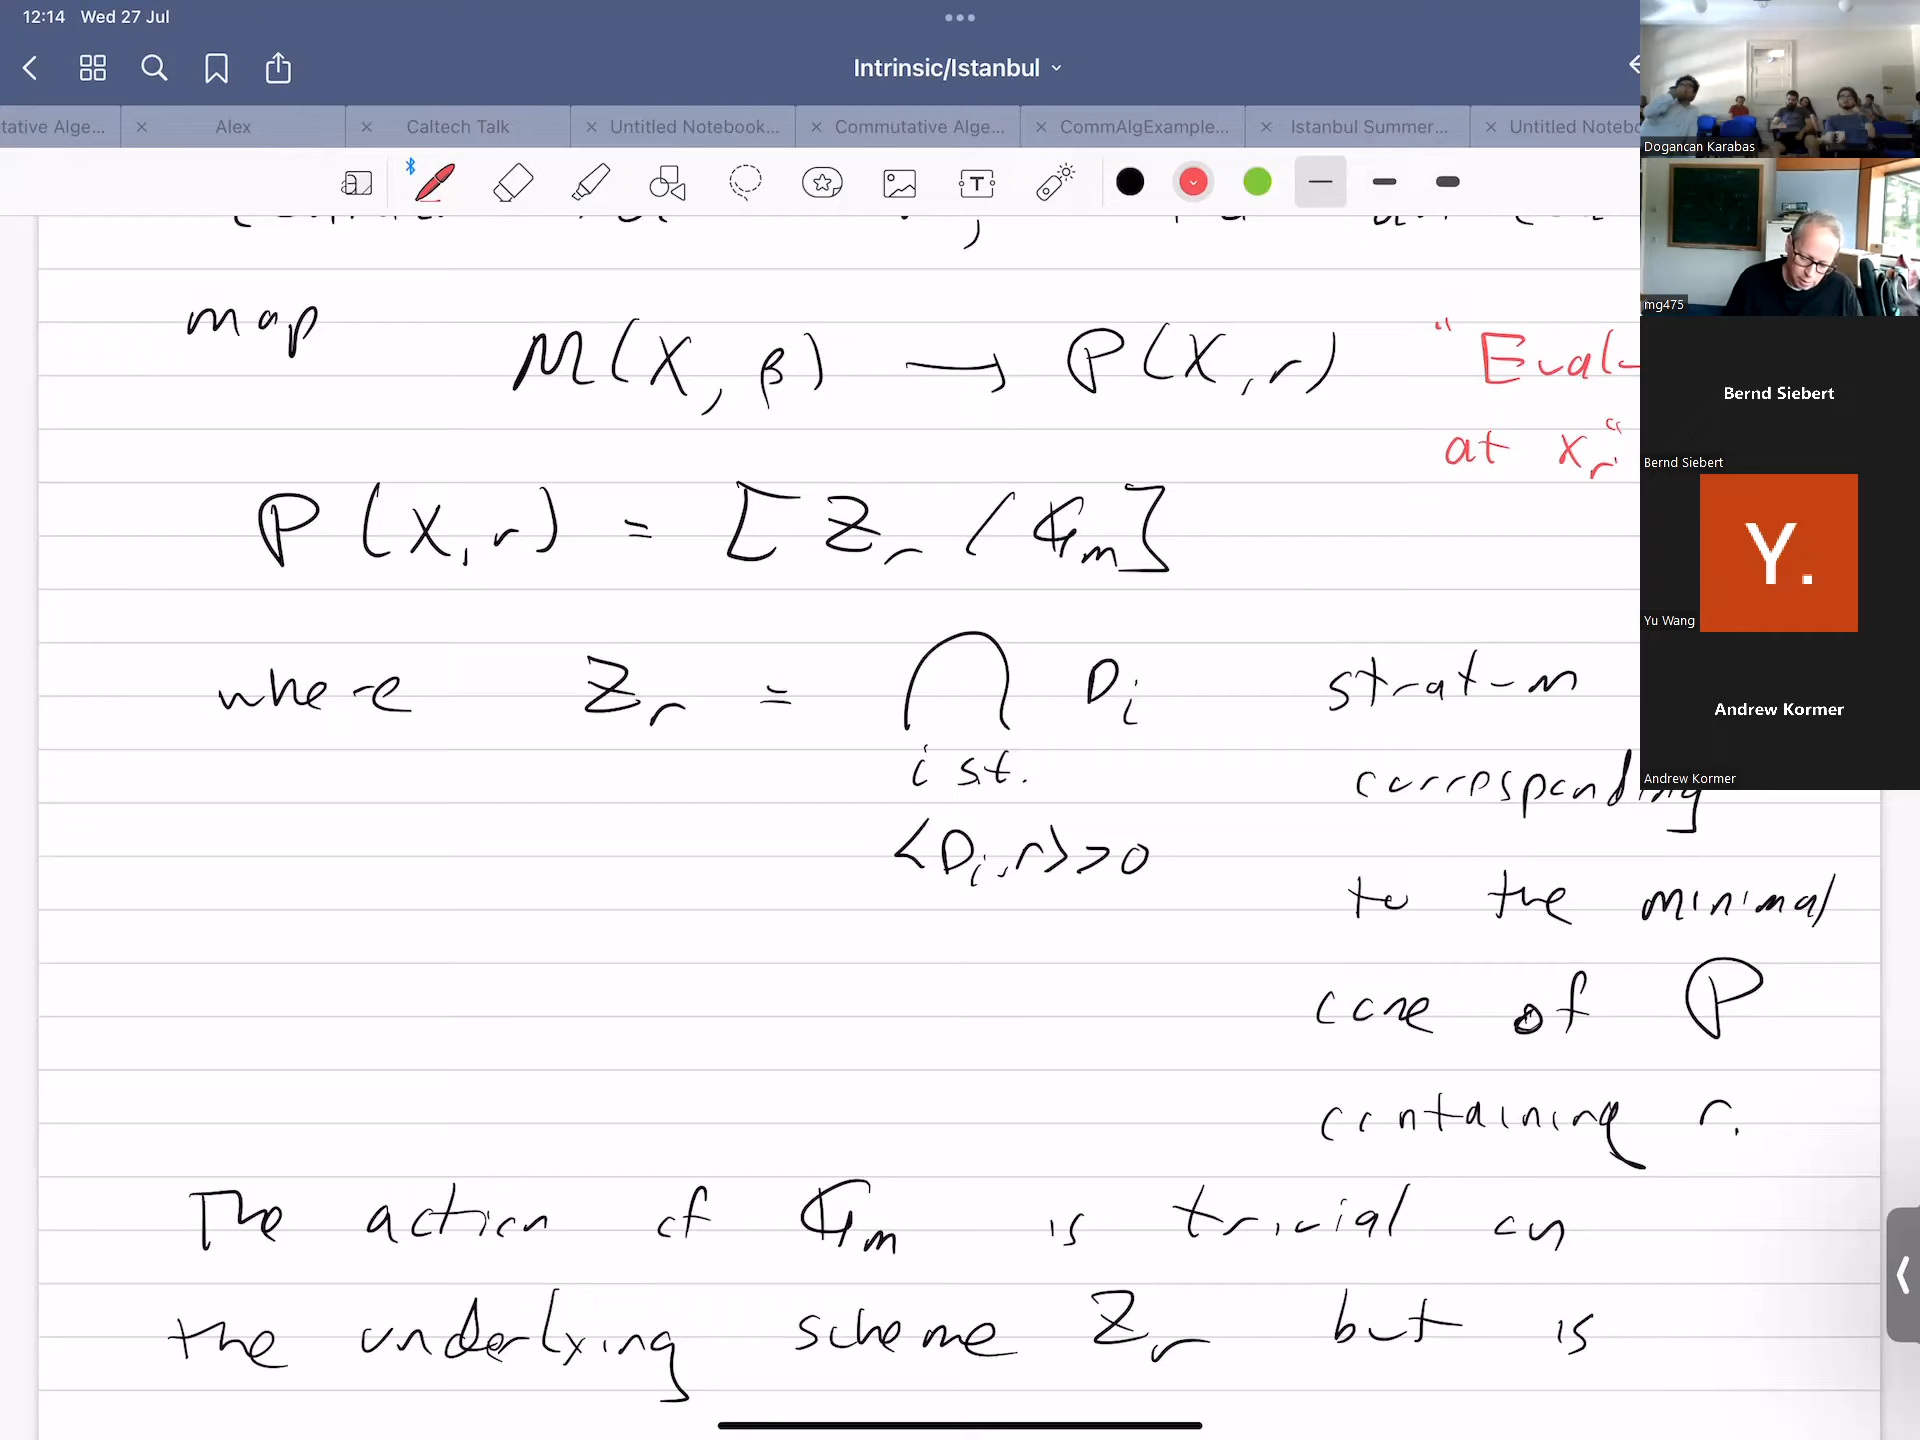 12:14 Wed 27 Jul
Intrinsic/Istanbul
tative Alge...
Alex
Caltech Talk
Untitled Notebook...
Commutative Alge...
CommAlgExample...
Istanbul Summer...
Untitled Notebo
Dogancan Karabas
mg475
Bernd Siebert
Bernd Siebert
Y.
Yu Wang
Andrew Kormer
Andrew Kormer
map
M(X, β) → P(X, r) "Eval-
at x_r"
P(X, r) = [Z_r / G_m]
where Z_r = ⋂ D_i stratum
i s.t. corresponding
<D_i, r> > 0 to the minimal
cone of P
containing r.
The action of G_m is trivial on
the underlying scheme Z_r but is